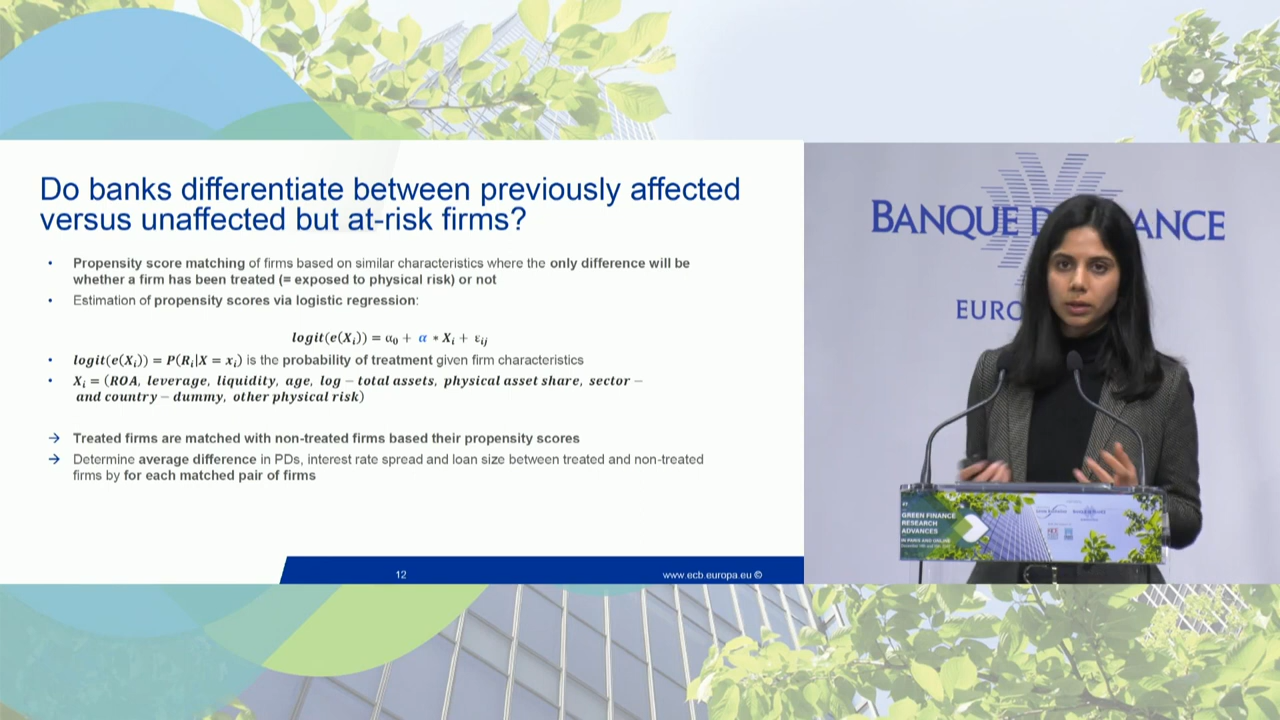 Do banks differentiate between previously affected
versus unaffected but at-risk firms?
• Propensity score matching of firms based on similar characteristics where the only difference will be
whether a firm has been treated (= exposed to physical risk) or not
• Estimation of propensity scores via logistic regression:
logit(e(Xᵢ)) = α₀ + α * Xᵢ + εᵢⱼ
• logit(e(Xᵢ)) = P(Rᵢ|X = xᵢ) is the probability of treatment given firm characteristics
• Xᵢ = (ROA, leverage, liquidity, age, log − total assets, physical asset share, sector −
and country − dummy, other physical risk)
→ Treated firms are matched with non-treated firms based their propensity scores
→ Determine average difference in PDs, interest rate spread and loan size between treated and non-treated
firms by for each matched pair of firms
12
www.ecb.europa.eu ©
BANQUE D ANCE
EURO
GREEN FINANCE
RESEARCH
ADVANCES
IN PARIS AND ONLINE